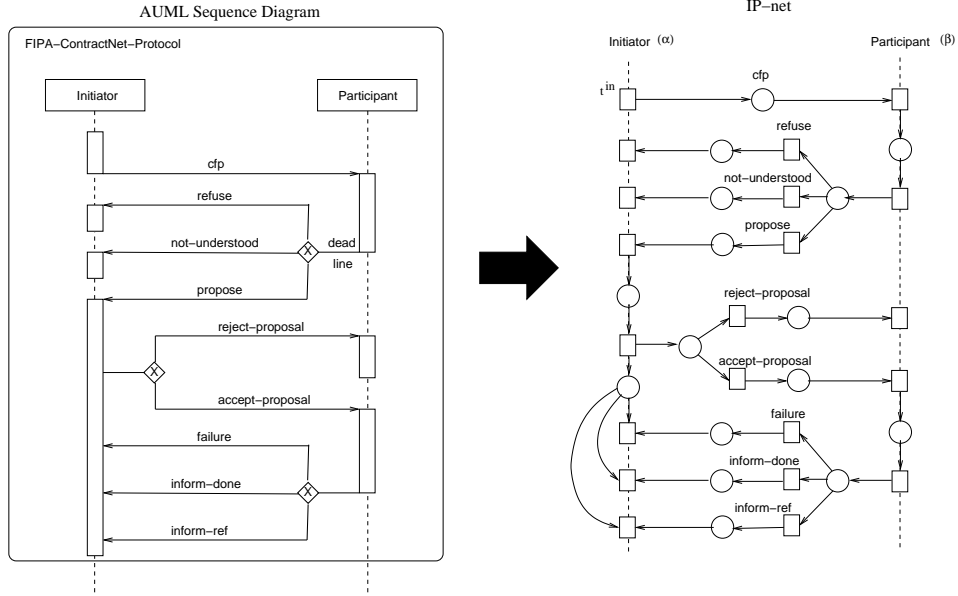 AUML Sequence Diagram
FIPA–ContractNet–Protocol
Initiator
Participant
cfp
refuse
not–understood
X
dead
line
propose
reject–proposal
X
accept–proposal
failure
inform–done
X
inform–ref
IP–net
Initiator (α)
Participant (β)
t in
cfp
refuse
not–understood
propose
reject–proposal
accept–proposal
failure
inform–done
inform–ref